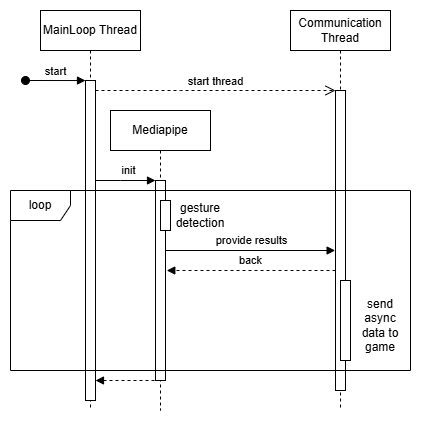 MainLoop Thread
Communication
Thread
start
start thread
Mediapipe
init
loop
gesture
detection
provide results
back
send
async
data to
game